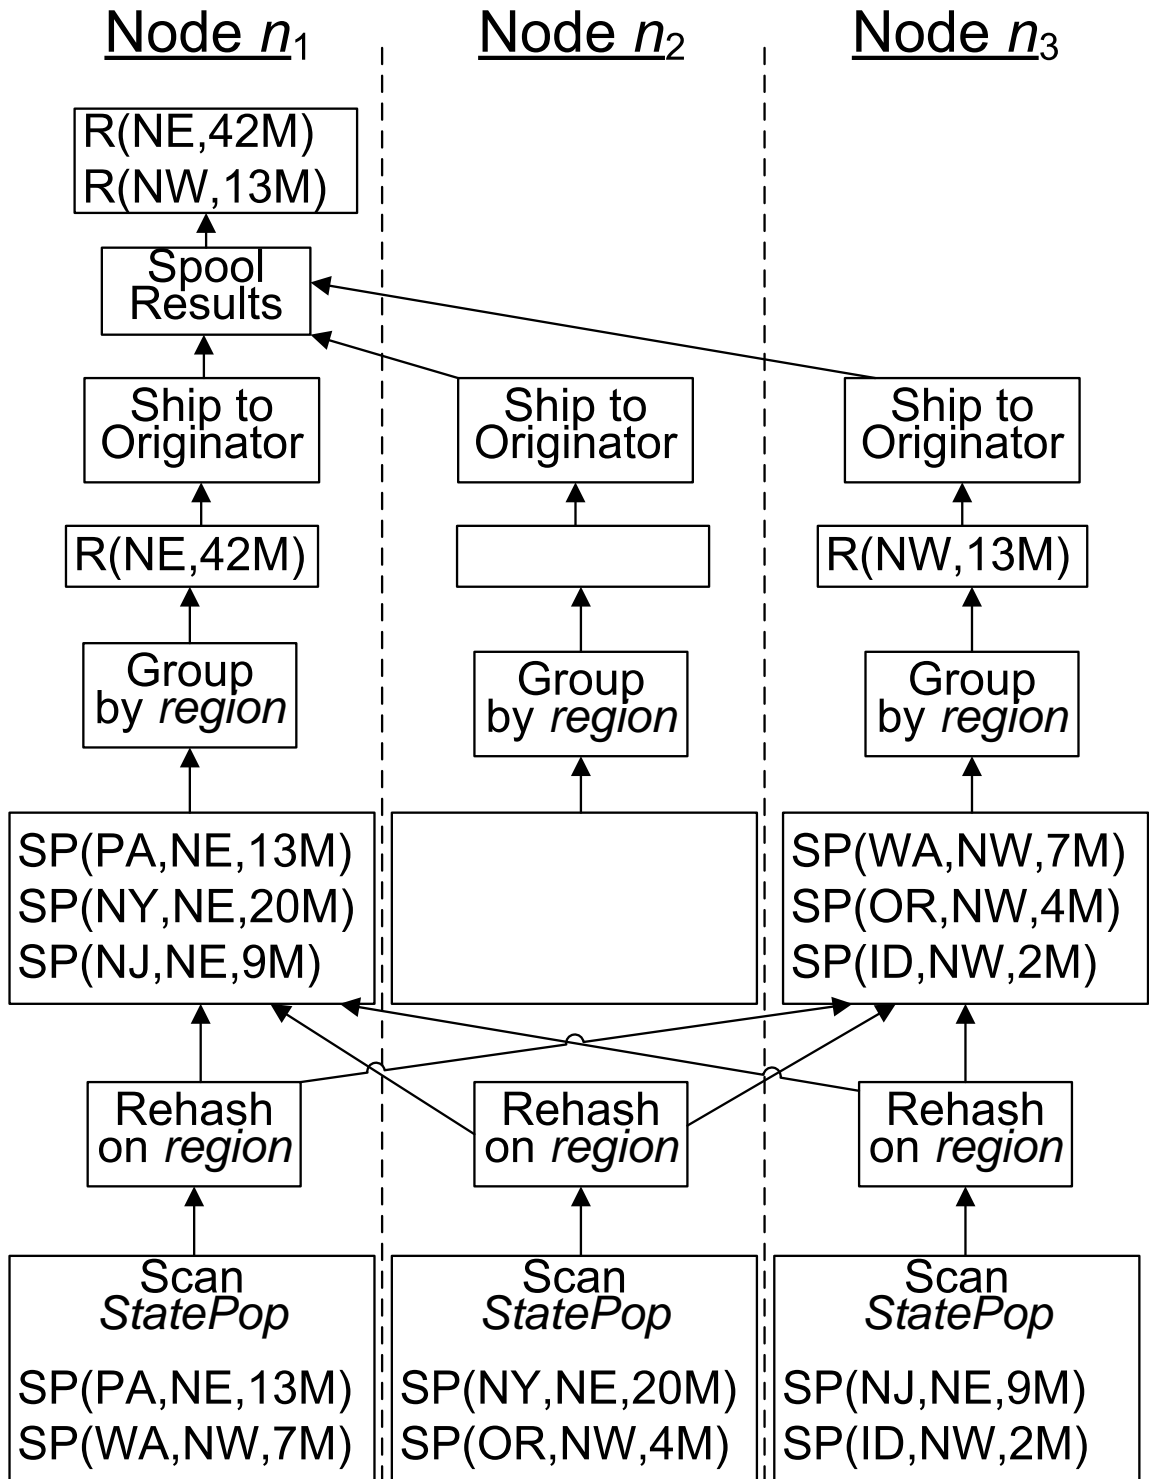 Node n1
Node n2
Node n3
R(NE,42M)
R(NW,13M)
Spool
Results
Ship to
Originator
Ship to
Originator
Ship to
Originator
R(NE,42M)
R(NW,13M)
Group
by region
Group
by region
Group
by region
SP(PA,NE,13M)
SP(NY,NE,20M)
SP(NJ,NE,9M)
SP(WA,NW,7M)
SP(OR,NW,4M)
SP(ID,NW,2M)
Rehash
on region
Rehash
on region
Rehash
on region
Scan
StatePop
SP(PA,NE,13M)
SP(WA,NW,7M)
Scan
StatePop
SP(NY,NE,20M)
SP(OR,NW,4M)
Scan
StatePop
SP(NJ,NE,9M)
SP(ID,NW,2M)